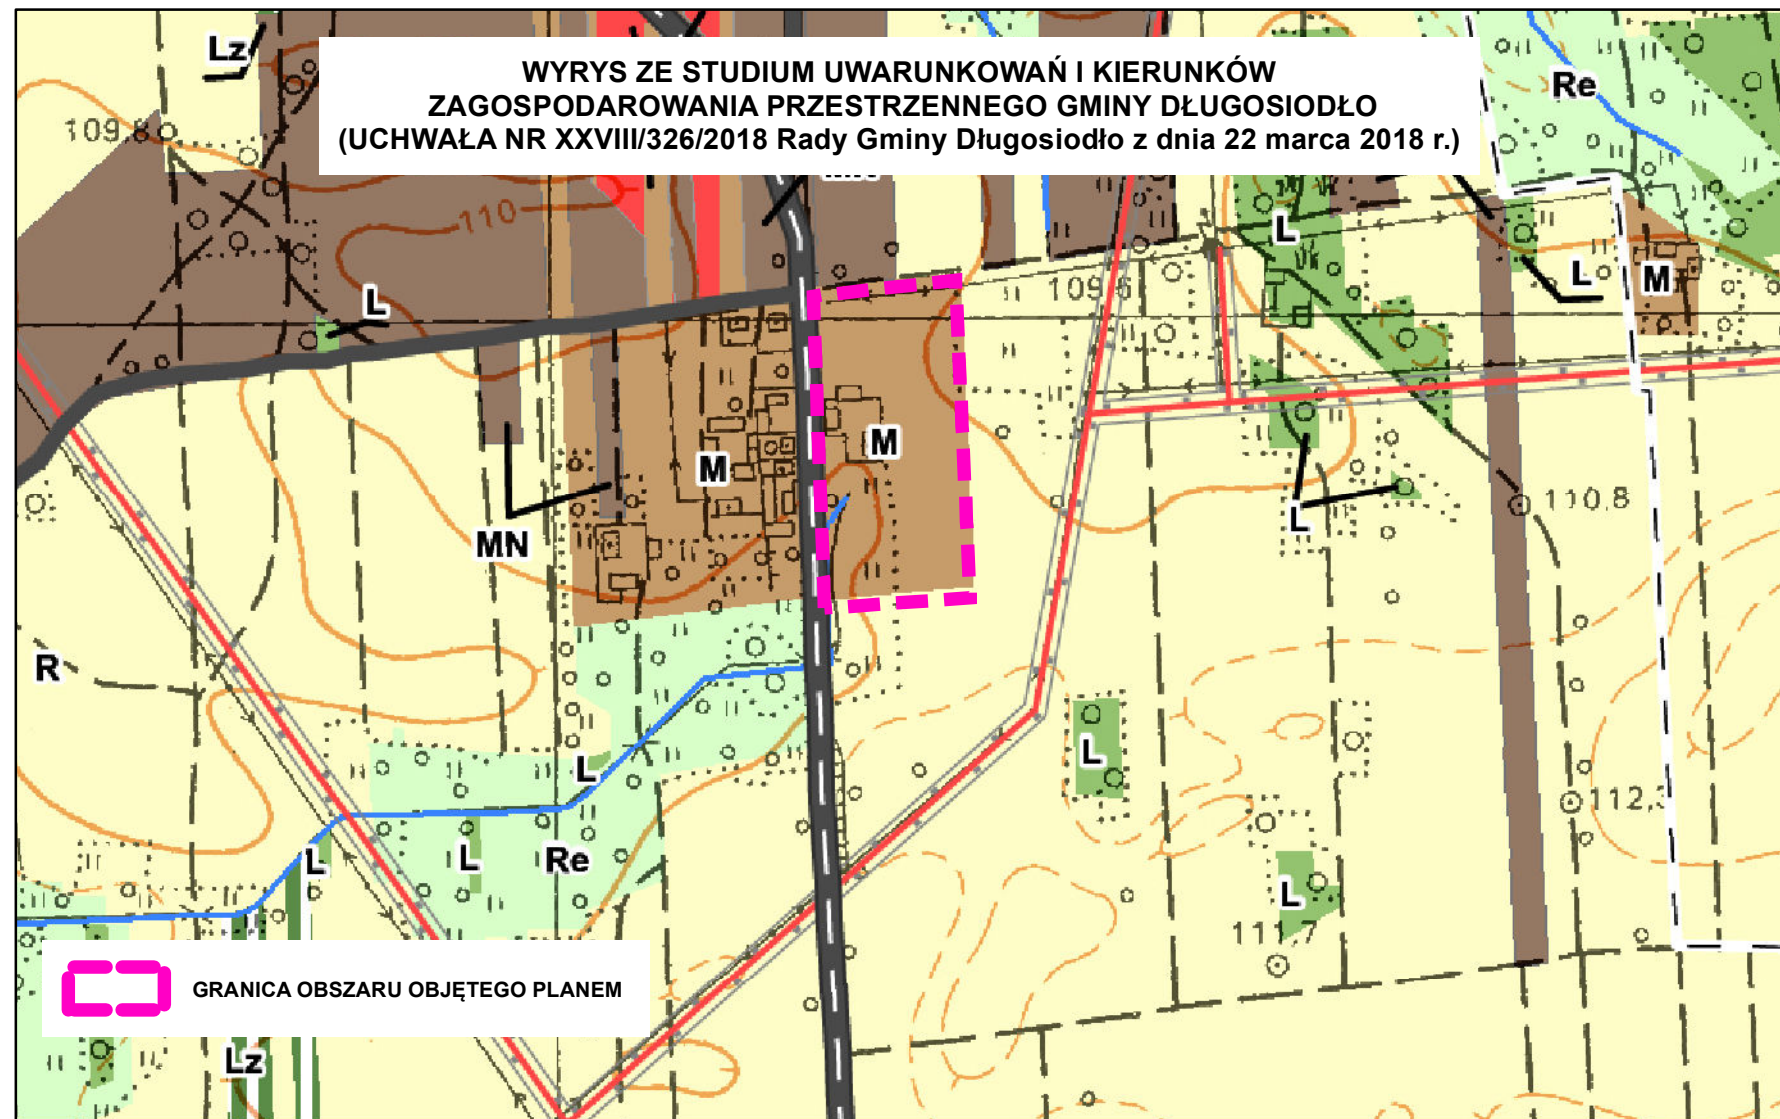 Lz
WYRYS ZE STUDIUM UWARUNKOWAŃ I KIERUNKÓW
ZAGOSPODAROWANIA PRZESTRZENNEGO GMINY DŁUGOSIODŁO
(UCHWAŁA NR XXVIII/326/2018 Rady Gminy Długosiodło z dnia 22 marca 2018 r.)
Re
109,8
110
L
L
M
109,6
L
M
M
MN
L
110,8
R
L
L
112,3
L
L
Re
L
111,7
GRANICA OBSZARU OBJĘTEGO PLANEM
Lz